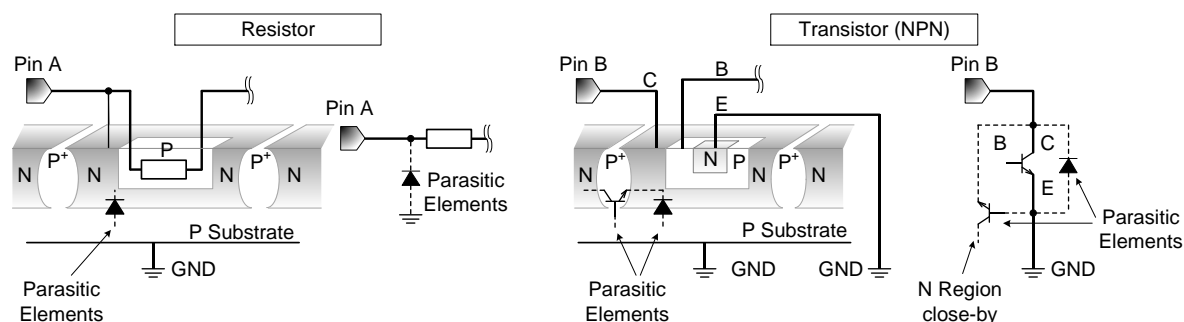 Resistor
Pin A
N
P+
N
P
N
P+
N
Parasitic
Elements
P Substrate
GND
Pin A
Parasitic
Elements
Transistor (NPN)
Pin B
C
B
E
N
P+
N
N
P
N
P+
N
P Substrate
Parasitic
Elements
GND
GND
Pin B
B
C
E
Parasitic
Elements
GND
N Region
close-by